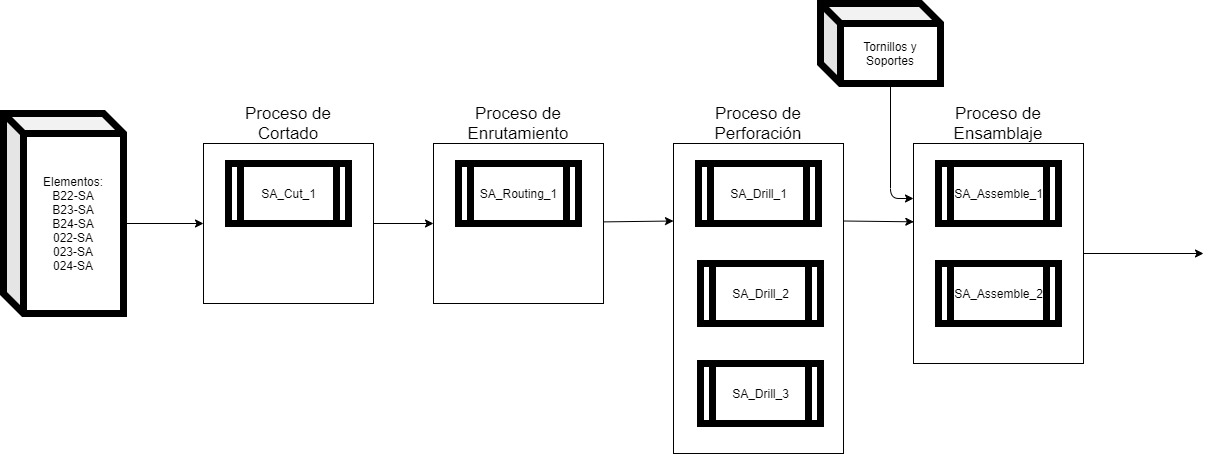 Tornillos y
Soportes
Elementos:
B22-SA
B23-SA
B24-SA
022-SA
023-SA
024-SA
Proceso de
Cortado
SA_Cut_1
Proceso de
Enrutamiento
SA_Routing_1
Proceso de
Perforación
SA_Drill_1
SA_Drill_2
SA_Drill_3
Proceso de
Ensamblaje
SA_Assemble_1
SA_Assemble_2